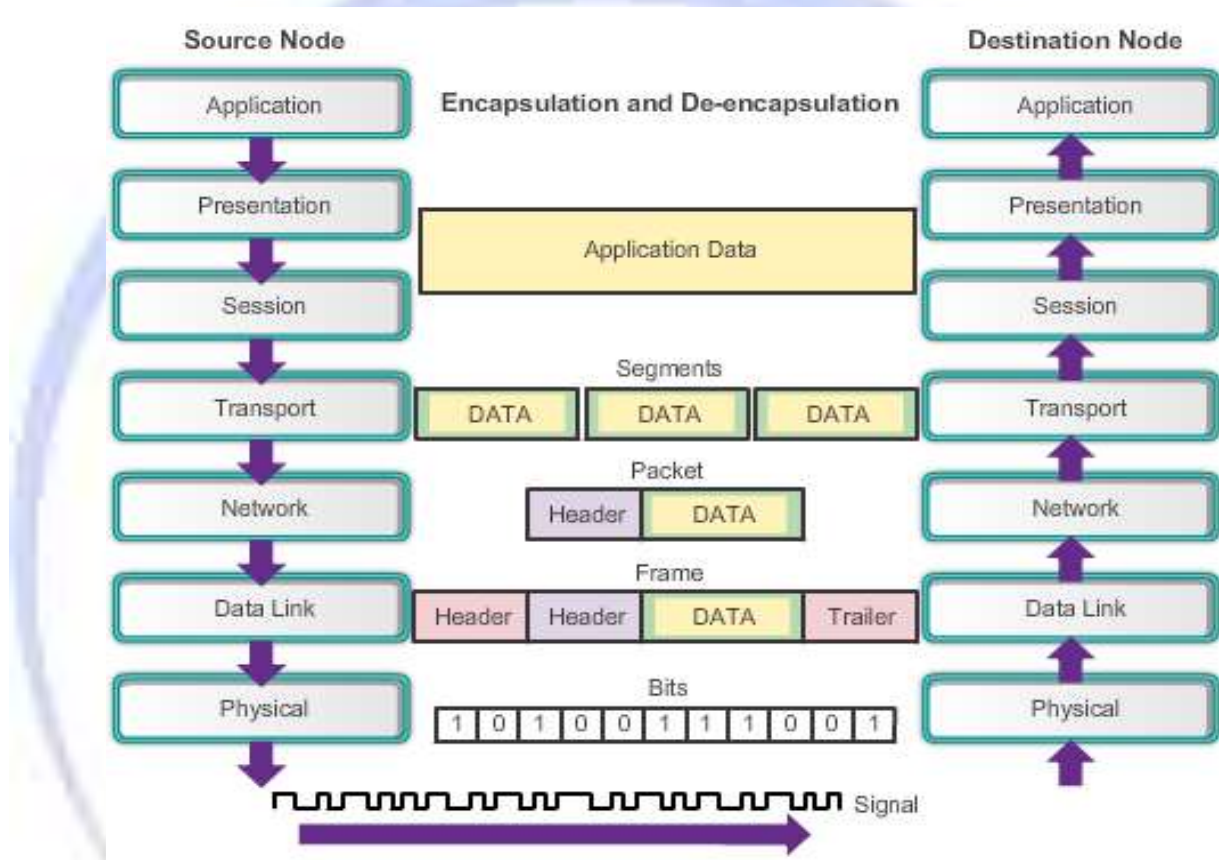 Source Node
Destination Node
Application
Encapsulation and De-encapsulation
Application
Presentation
Application Data
Presentation
Session
Session
Segments
Transport
DATA
DATA
DATA
Transport
Packet
Network
Header
DATA
Network
Frame
Data Link
Header
Header
DATA
Trailer
Data Link
Bits
Physical
1 0 1 0 0 1 1 1 0 0 1
Physical
Signal